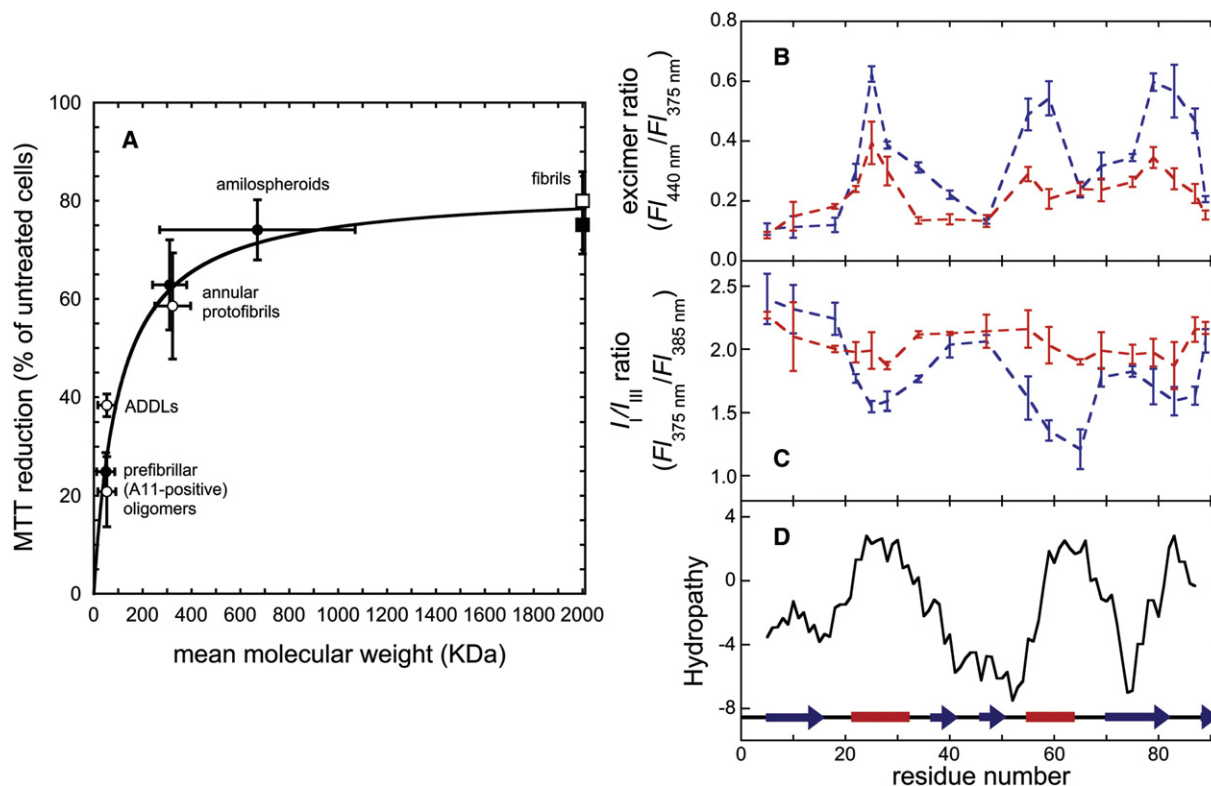 A
100
80
60
40
20
0
MTT reduction (% of untreated cells)
amilospheroids
fibrils
annular
protofibrils
ADDLs
prefibrillar
(A11-positive)
oligomers
0 200 400 600 800 1000 1200 1400 1600 1800 2000
mean molecular weight (KDa)
B
0.8
0.6
0.4
0.2
0.0
excimer ratio
(FI440 nm/FI375 nm)
C
2.5
2.0
1.5
1.0
II/IIII ratio
(FI375 nm/FI385 nm)
D
4
0
-4
-8
Hydropathy
0 20 40 60 80
residue number